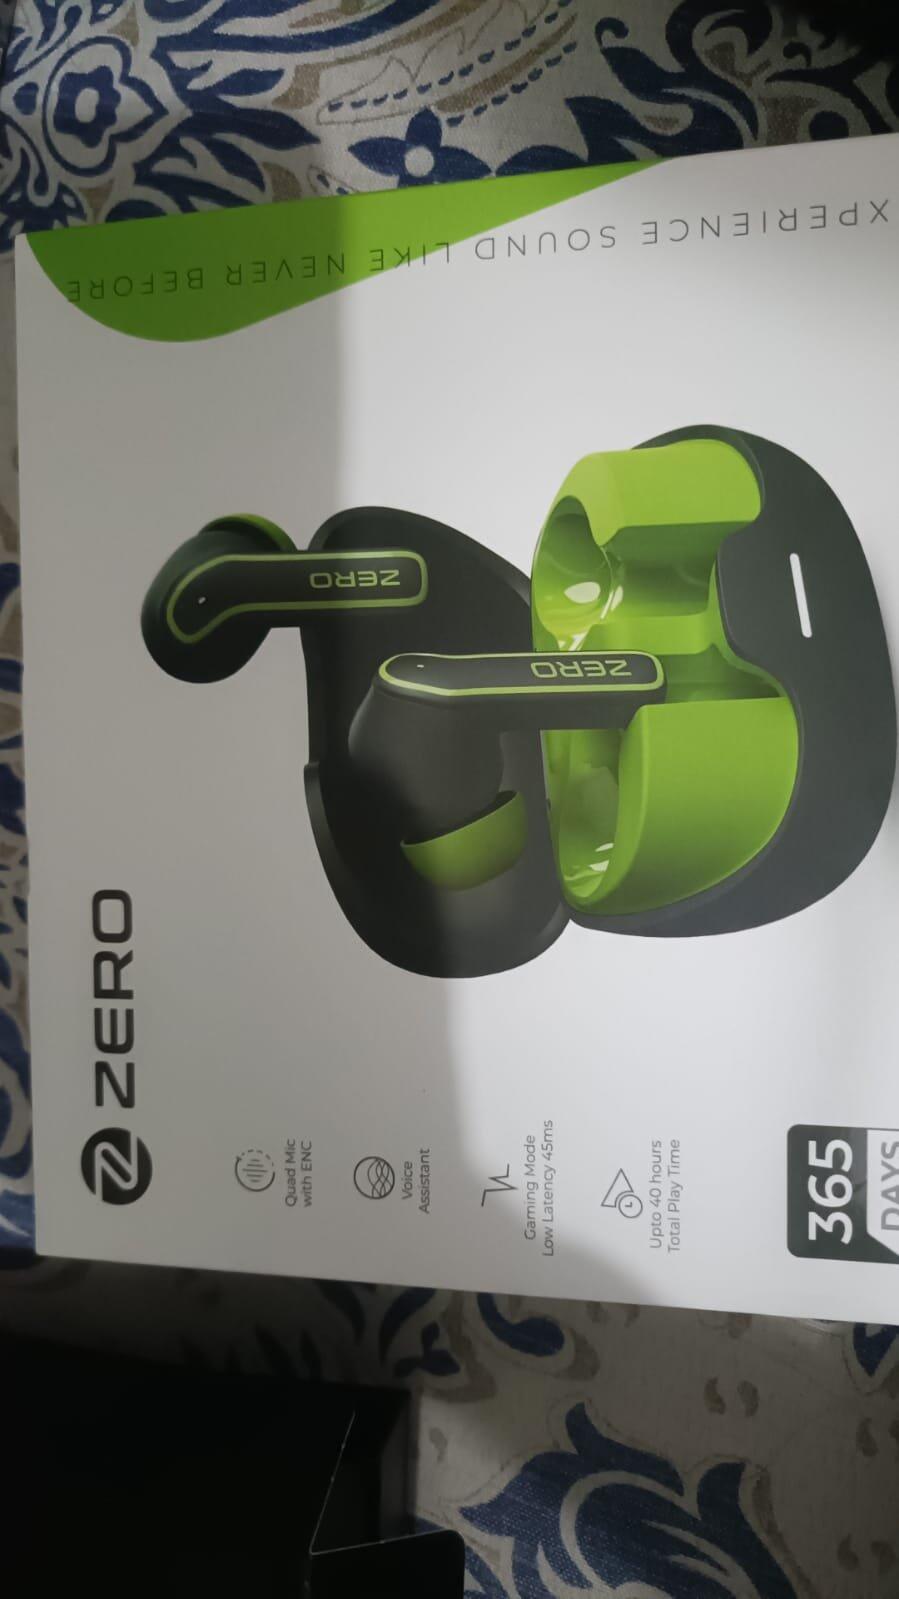 ZERO
Quad Mic
with ENC
Voice
Assistant
Gaming Mode
Low Latency 45ms
Upto 40 hours
Total Play Time
365
DAYS
ZERO
ZERO
XPERIENCE SOUND LIKE NEVER BEFORE